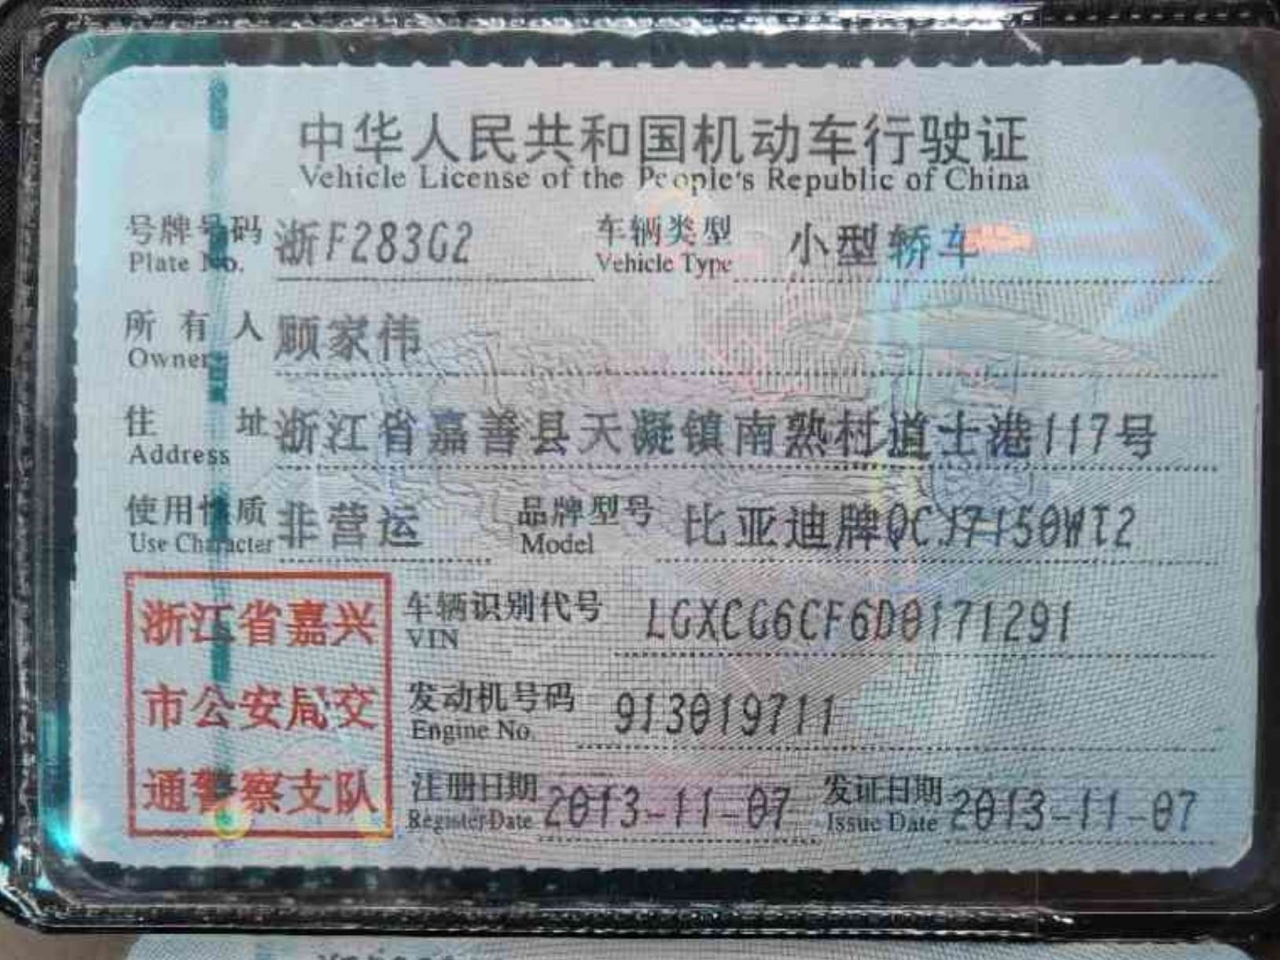 中华人民共和国机动车行驶证
Vehicle License of the People's Republic of China
号牌号码 浙F283G2 车辆类型 小型轿车
Plate No. Vehicle Type
所有人 顾家伟
Owner
住址 浙江省嘉善县天凝镇南熟村道士港117号
Address
使用性质 非营运 品牌型号 比亚迪牌QCJ7150WT2
Use Character Model
浙江省嘉兴
市公安局交
通警察支队
车辆识别代号 LGXCG6CF6D0171291
VIN
发动机号码 913019711
Engine No.
注册日期 2013-11-07 发证日期 2013-11-07
Register Date Issue Date